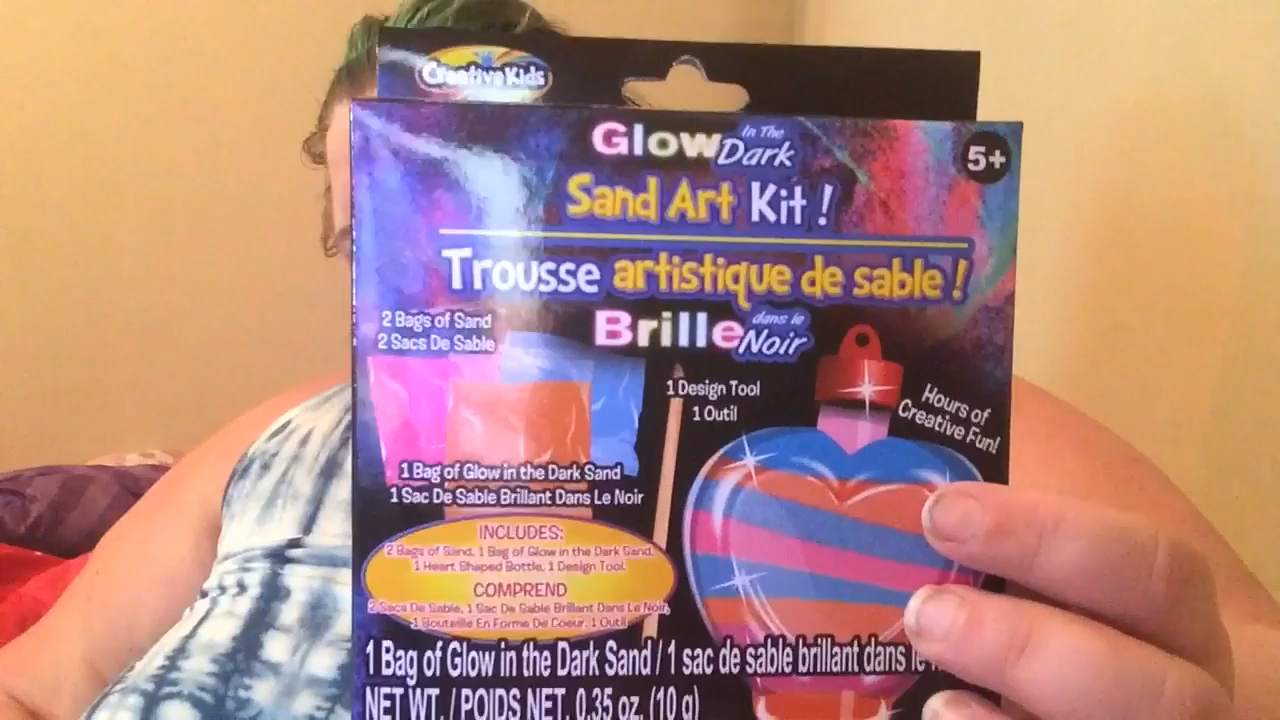 CreativeKids
Glow In The Dark
5+
Sand Art Kit !
Trousse artistique de sable !
Brille dans le Noir
2 Bags of Sand
2 Sacs De Sable
1 Design Tool
1 Outil
Hours of
Creative Fun!
1 Bag of Glow in the Dark Sand
1 Sac De Sable Brillant Dans Le Noir
INCLUDES:
2 Bags of Sand, 1 Bag of Glow in the Dark Sand,
1 Heart Shaped Bottle, 1 Design Tool
COMPREND
2 Sacs De Sable, 1 Sac De Sable Brillant Dans Le Noir,
1 Bouteille En Forme De Coeur, 1 Outil
1 Bag of Glow in the Dark Sand / 1 sac de sable brillant dans le
NET WT. / POIDS NET. 0.35 oz. (10 g)